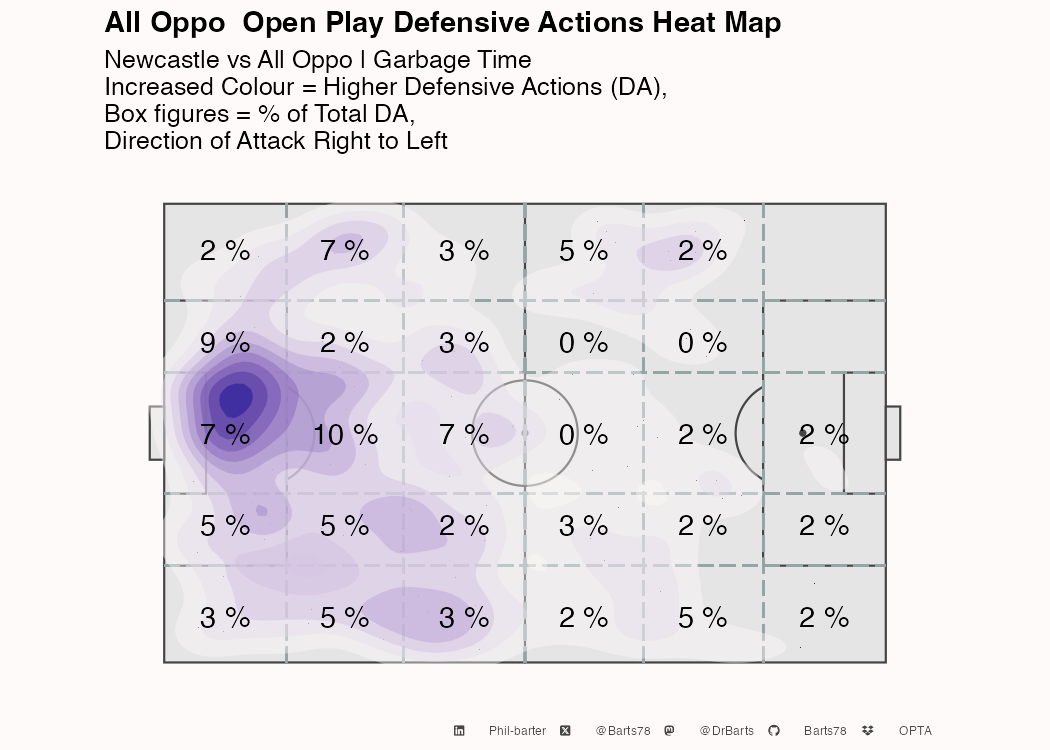 All Oppo  Open Play Defensive Actions Heat Map
Newcastle vs All Oppo | Garbage Time
Increased Colour = Higher Defensive Actions (DA),
Box figures = % of Total DA,
Direction of Attack Right to Left
2 % 7 % 3 % 5 % 2 %
9 % 2 % 3 % 0 % 0 %
7 % 10 % 7 % 0 % 2 % 2 %
5 % 5 % 2 % 3 % 2 % 2 %
3 % 5 % 3 % 2 % 5 % 2 %
Phil-barter @Barts78 @DrBarts Barts78 OPTA